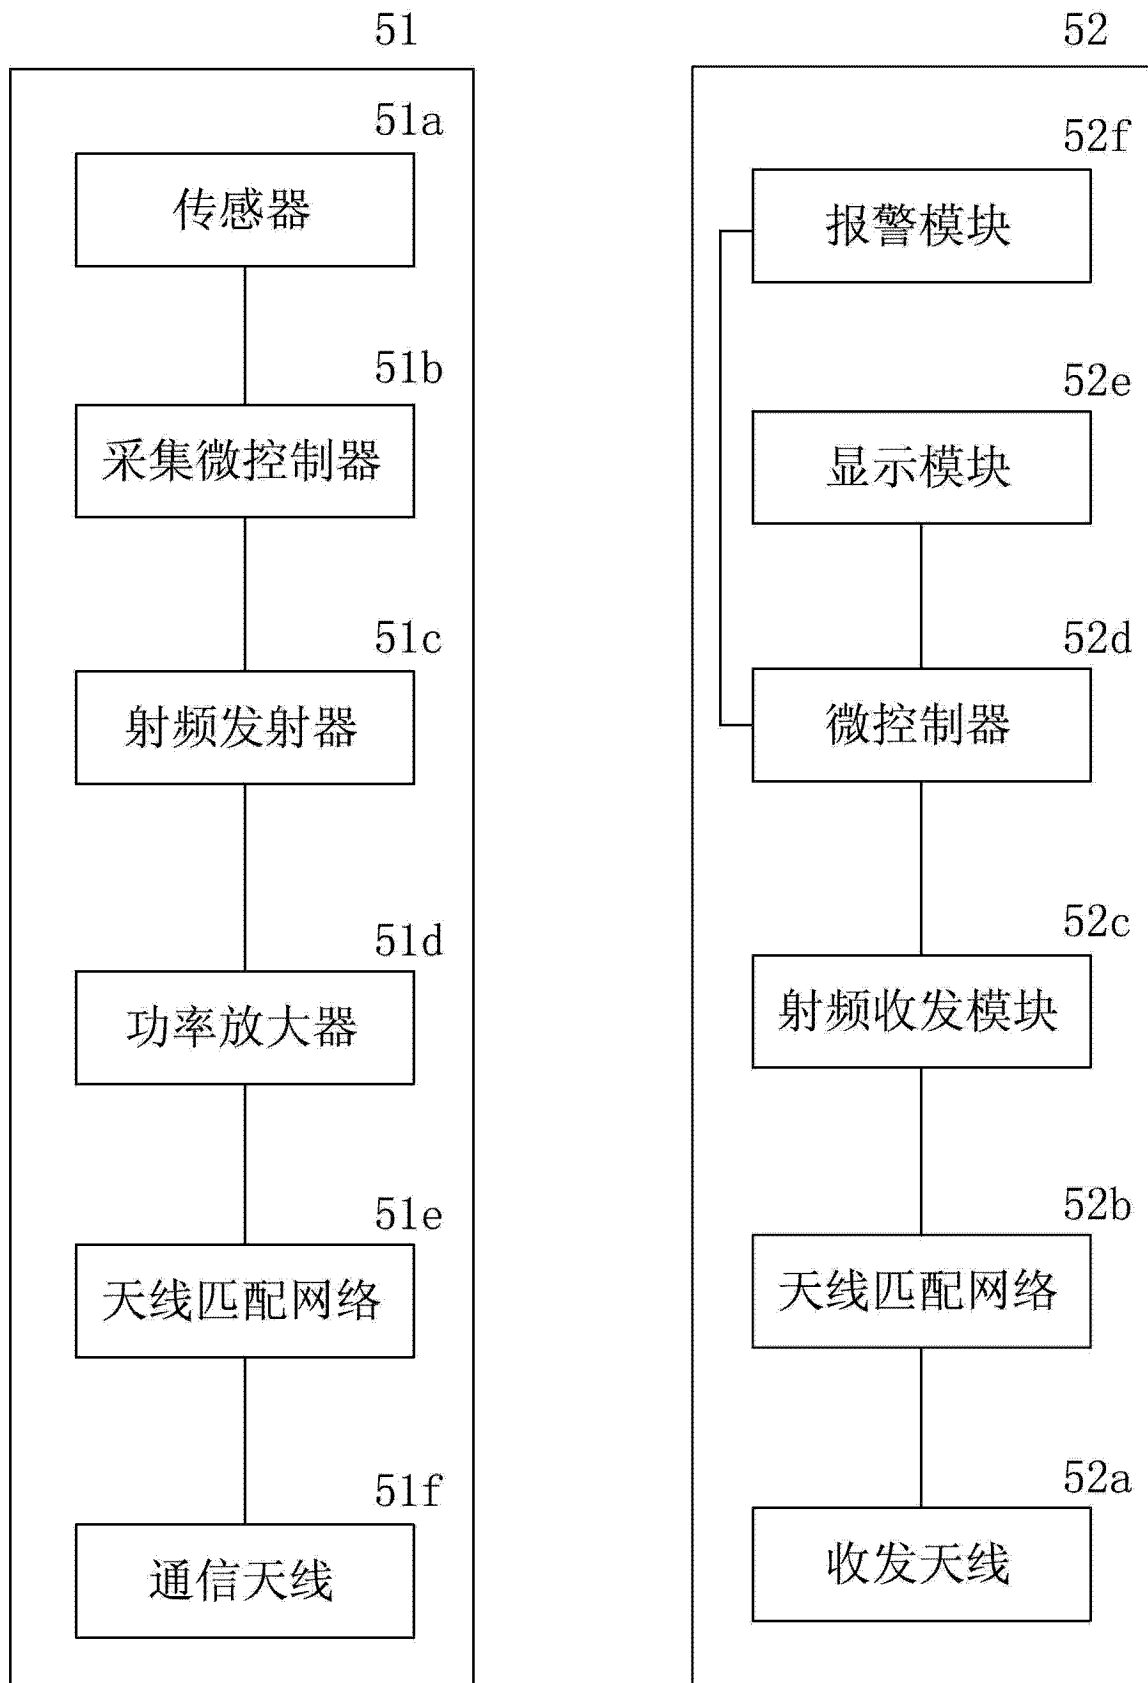 51
51a
传感器
51b
采集微控制器
51c
射频发射器
51d
功率放大器
51e
天线匹配网络
51f
通信天线
52
52f
报警模块
52e
显示模块
52d
微控制器
52c
射频收发模块
52b
天线匹配网络
52a
收发天线